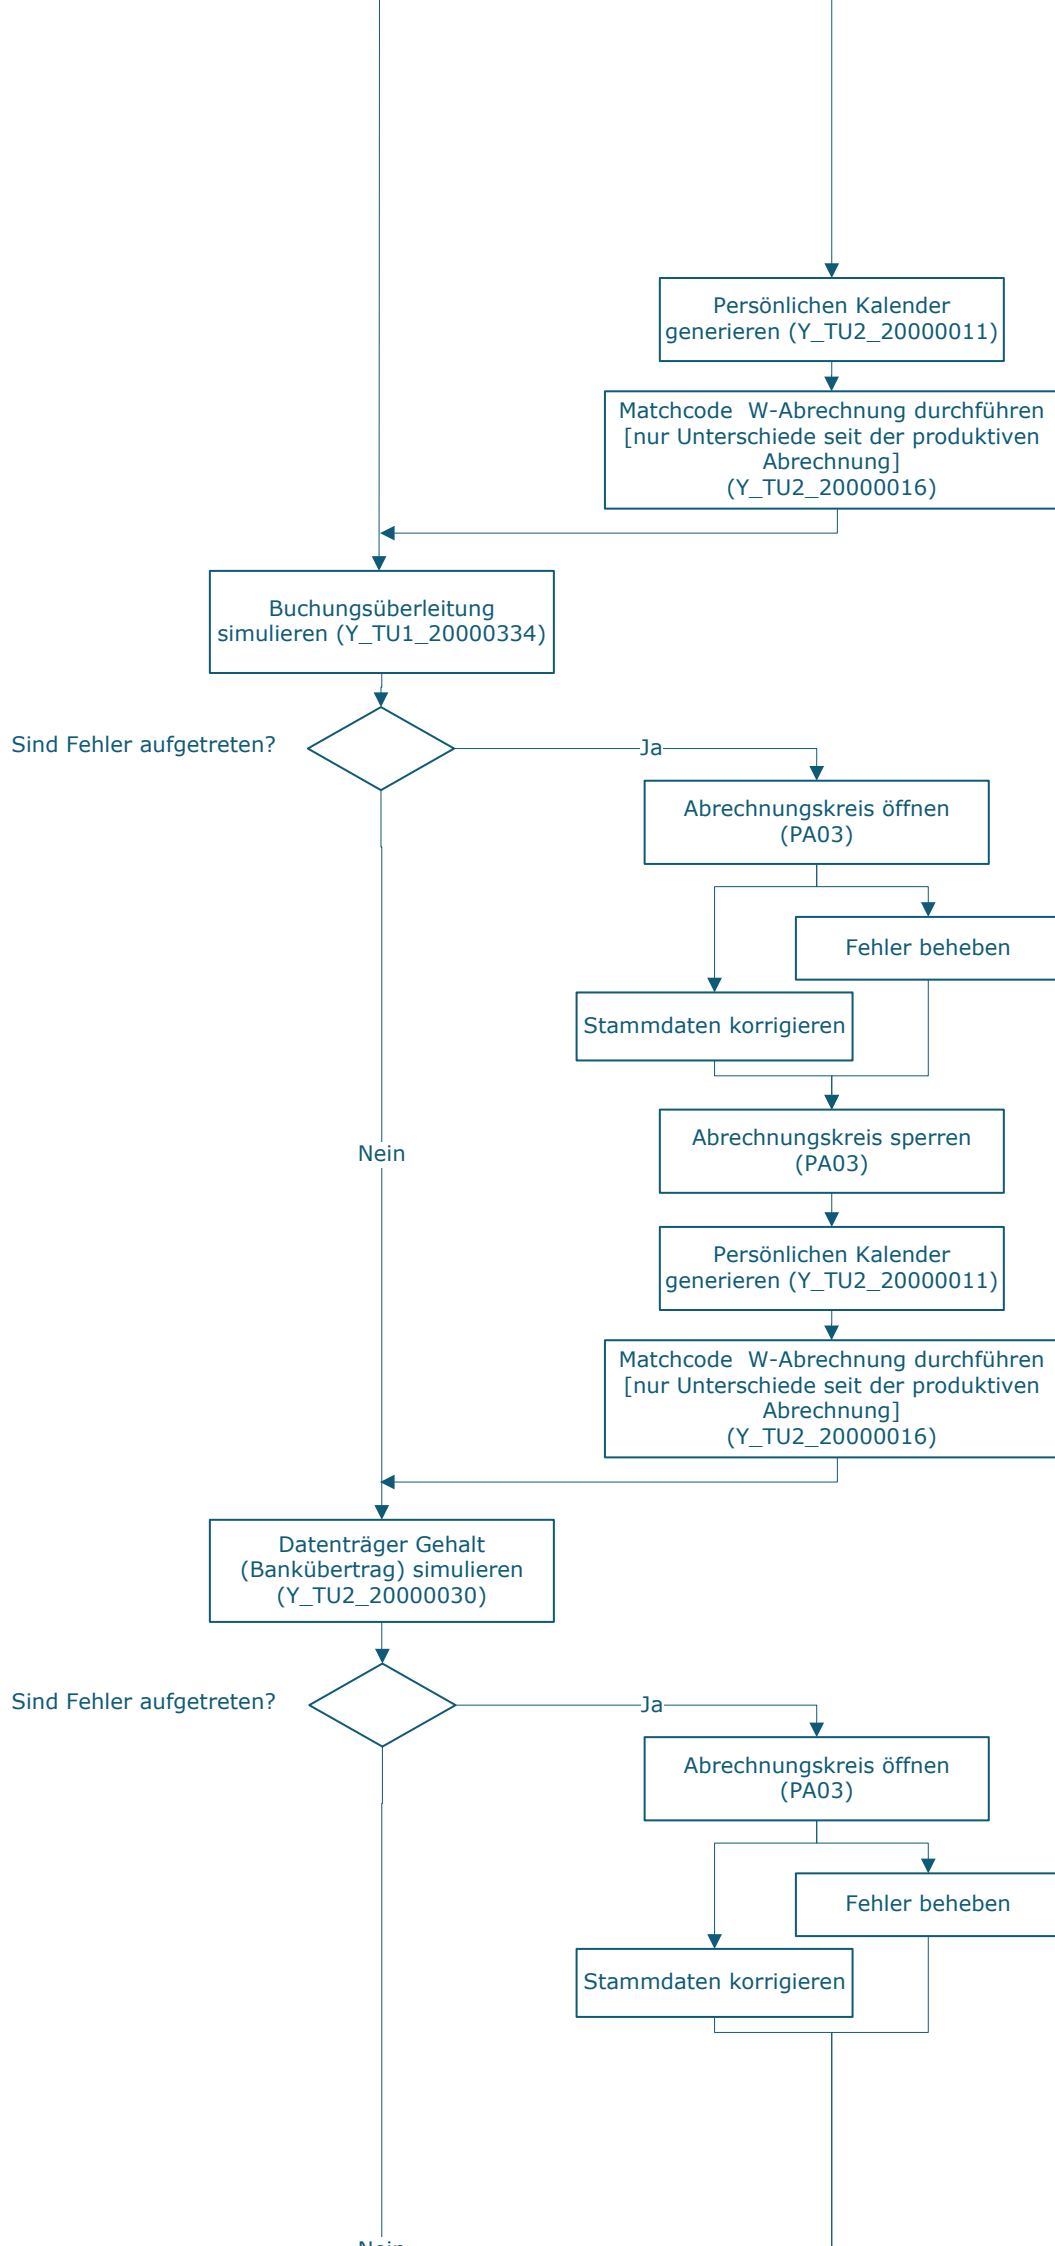 Persönlichen Kalender
generieren (Y_TU2_20000011)
Matchcode  W-Abrechnung durchführen
[nur Unterschiede seit der produktiven
Abrechnung]
(Y_TU2_20000016)
Buchungsüberleitung
simulieren (Y_TU1_20000334)
Sind Fehler aufgetreten?
Ja
Abrechnungskreis öffnen
(PA03)
Fehler beheben
Stammdaten korrigieren
Abrechnungskreis sperren
(PA03)
Nein
Persönlichen Kalender
generieren (Y_TU2_20000011)
Matchcode  W-Abrechnung durchführen
[nur Unterschiede seit der produktiven
Abrechnung]
(Y_TU2_20000016)
Datenträger Gehalt
(Bankübertrag) simulieren
(Y_TU2_20000030)
Sind Fehler aufgetreten?
Ja
Abrechnungskreis öffnen
(PA03)
Fehler beheben
Stammdaten korrigieren
Nein